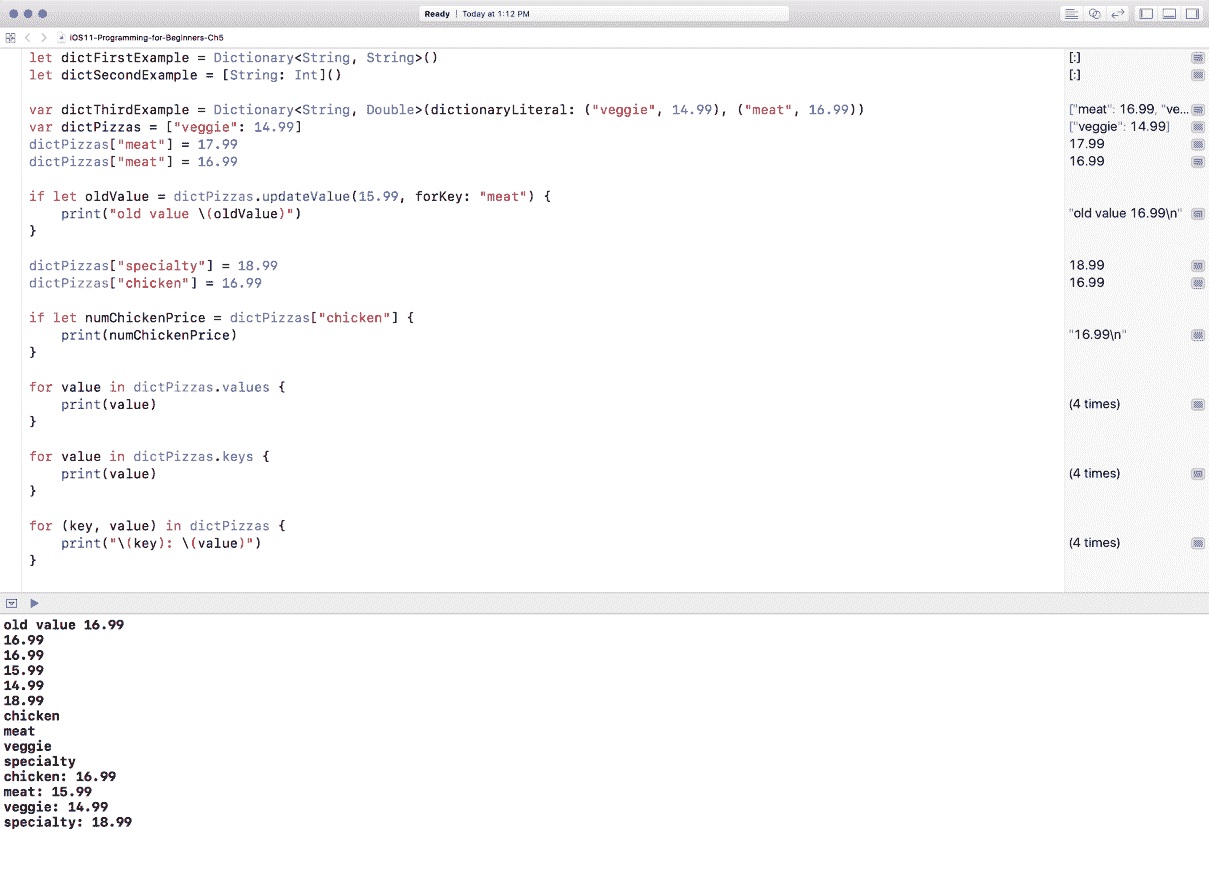 Ready | Today at 1:12 PM
iOS11-Programming-for-Beginners-Ch5
let dictFirstExample = Dictionary<String, String>() [:]
let dictSecondExample = [String: Int]() [:]
var dictThirdExample = Dictionary<String, Double>(dictionaryLiteral: ("veggie", 14.99), ("meat", 16.99)) ["meat": 16.99, "ve...
var dictPizzas = ["veggie": 14.99] ["veggie": 14.99]
dictPizzas["meat"] = 17.99 17.99
dictPizzas["meat"] = 16.99 16.99
if let oldValue = dictPizzas.updateValue(15.99, forKey: "meat") {
print("old value \(oldValue)") "old value 16.99\n"
}
dictPizzas["specialty"] = 18.99 18.99
dictPizzas["chicken"] = 16.99 16.99
if let numChickenPrice = dictPizzas["chicken"] {
print(numChickenPrice) "16.99\n"
}
for value in dictPizzas.values {
print(value) (4 times)
}
for value in dictPizzas.keys {
print(value) (4 times)
}
for (key, value) in dictPizzas {
print("\(key): \(value)") (4 times)
}
old value 16.99
16.99
16.99
15.99
14.99
18.99
chicken
meat
veggie
specialty
chicken: 16.99
meat: 15.99
veggie: 14.99
specialty: 18.99